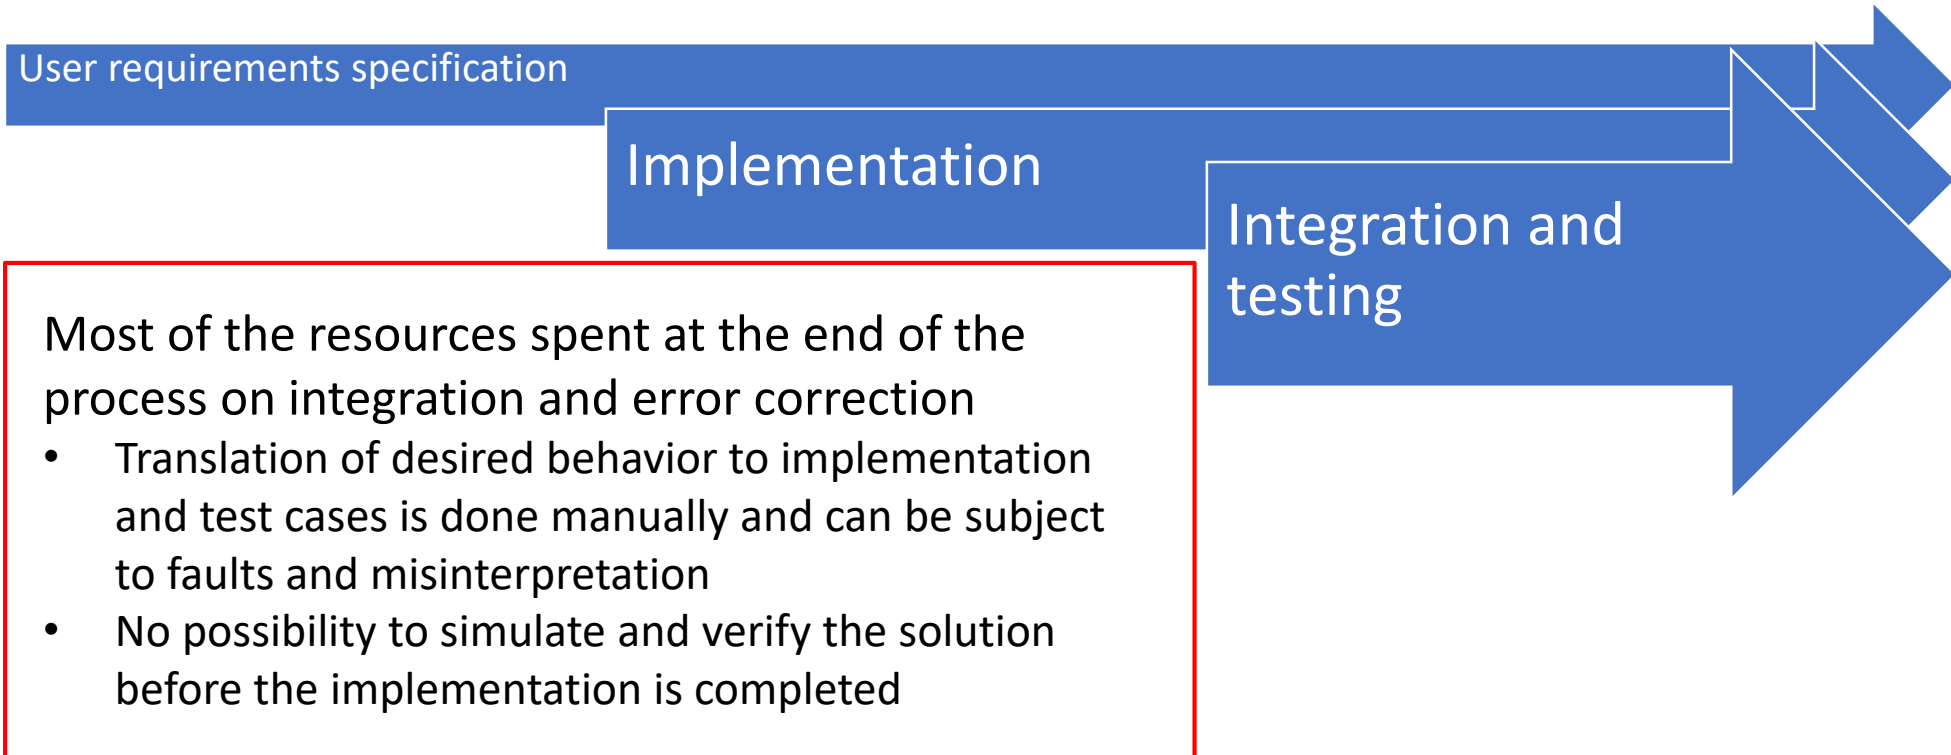 User requirements specification
Implementation
Integration and
testing
Most of the resources spent at the end of the
process on integration and error correction
• Translation of desired behavior to implementation
and test cases is done manually and can be subject
to faults and misinterpretation
• No possibility to simulate and verify the solution
before the implementation is completed